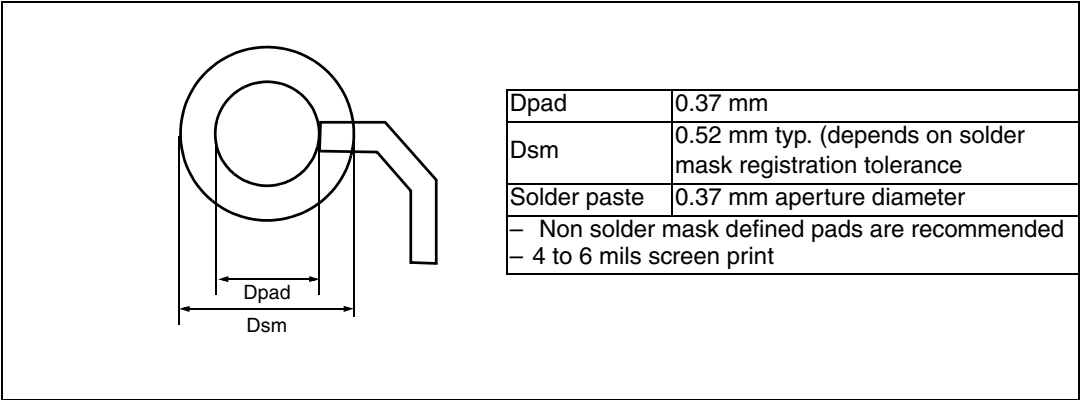 Dpad
Dsm
Dpad 0.37 mm
Dsm 0.52 mm typ. (depends on solder
mask registration tolerance
Solder paste 0.37 mm aperture diameter
– Non solder mask defined pads are recommended
– 4 to 6 mils screen print